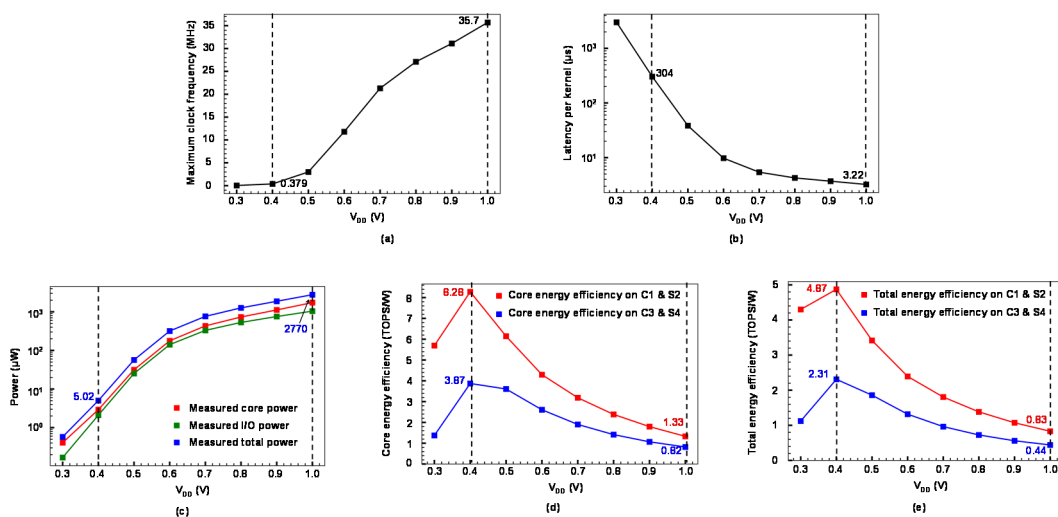 Maximum clock frequency (MHz)
35
30
25
20
15
10
5
0
35.7
0.379
0.3 0.4 0.5 0.6 0.7 0.8 0.9 1.0
V_DD (V)
(a)
Latency per kernel (µs)
10³
10²
10¹
304
3.22
0.3 0.4 0.5 0.6 0.7 0.8 0.9 1.0
V_DD (V)
(b)
Power (µW)
10³
10²
10¹
10⁰
5.02
2770
Measured core power
Measured I/O power
Measured total power
0.3 0.4 0.5 0.6 0.7 0.8 0.9 1.0
V_DD (V)
(c)
Core energy efficiency (TOPS/W)
8
7
6
5
4
3
2
1
0
8.26
Core energy efficiency on C1 & S2
Core energy efficiency on C3 & S4
3.87
1.33
0.82
0.3 0.4 0.5 0.6 0.7 0.8 0.9 1.0
V_DD (V)
(d)
Total energy efficiency (TOPS/W)
5
4
3
2
1
0
4.87
Total energy efficiency on C1 & S2
Total energy efficiency on C3 & S4
2.31
0.83
0.44
0.3 0.4 0.5 0.6 0.7 0.8 0.9 1.0
V_DD (V)
(e)